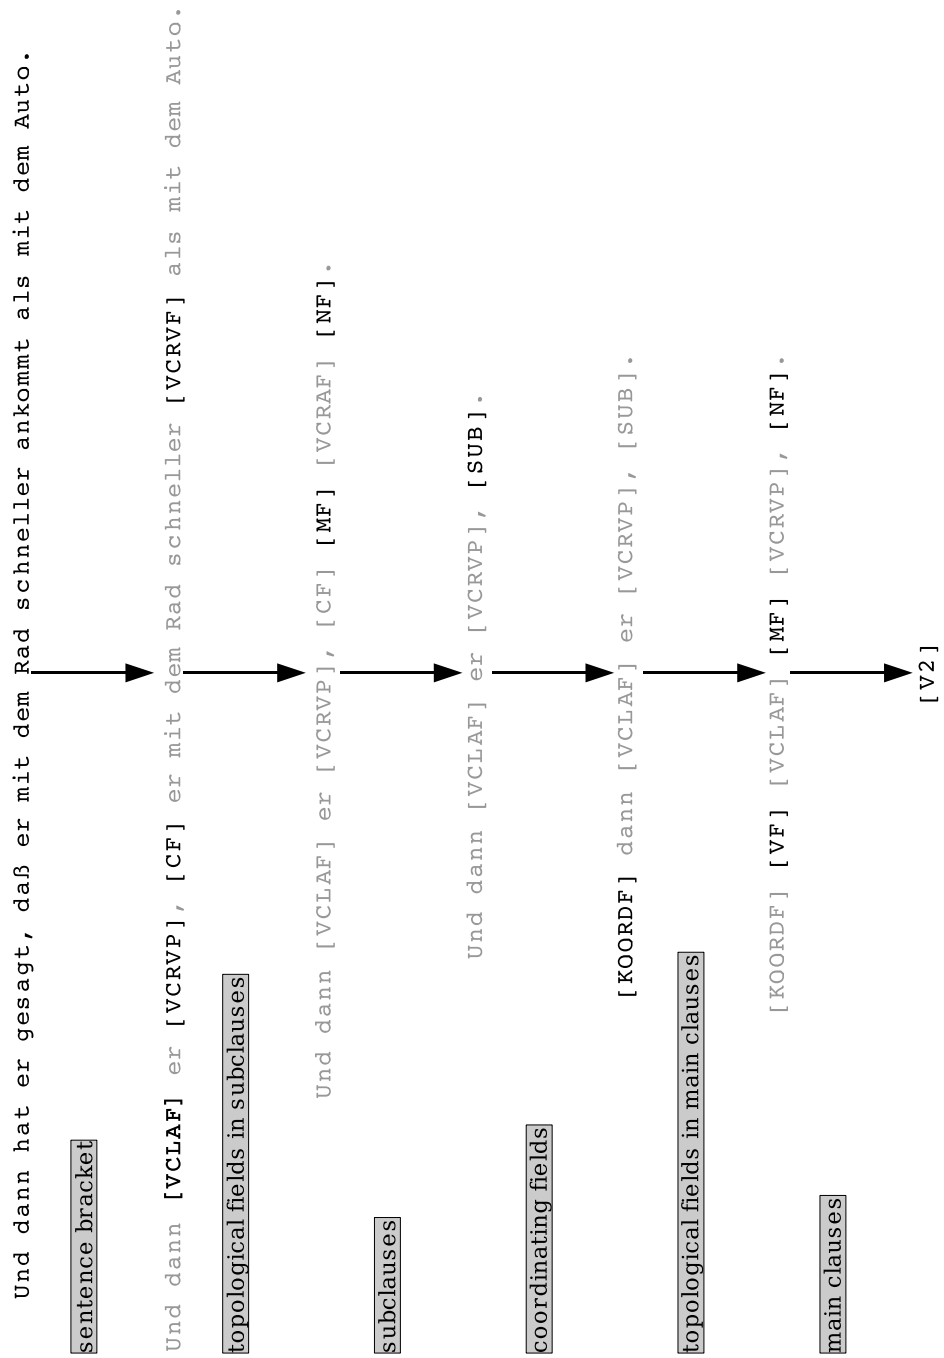 Und dann hat er gesagt, daß er mit dem Rad schneller ankommt als mit dem Auto.
sentence bracket
Und dann [VCLAF] er [VCRVP], [CF] er mit dem Rad schneller [VCRVF] als mit dem Auto.
topological fields in subclauses
Und dann [VCLAF] er [VCRVP], [CF] [MF] [VCRAF] [NF].
subclauses
Und dann [VCLAF] er [VCRVP], [SUB].
coordinating fields
[KOORDF] dann [VCLAF] er [VCRVP], [SUB].
topological fields in main clauses
[KOORDF] [VF] [VCLAF] [MF] [VCRVP], [NF].
main clauses
[V2]